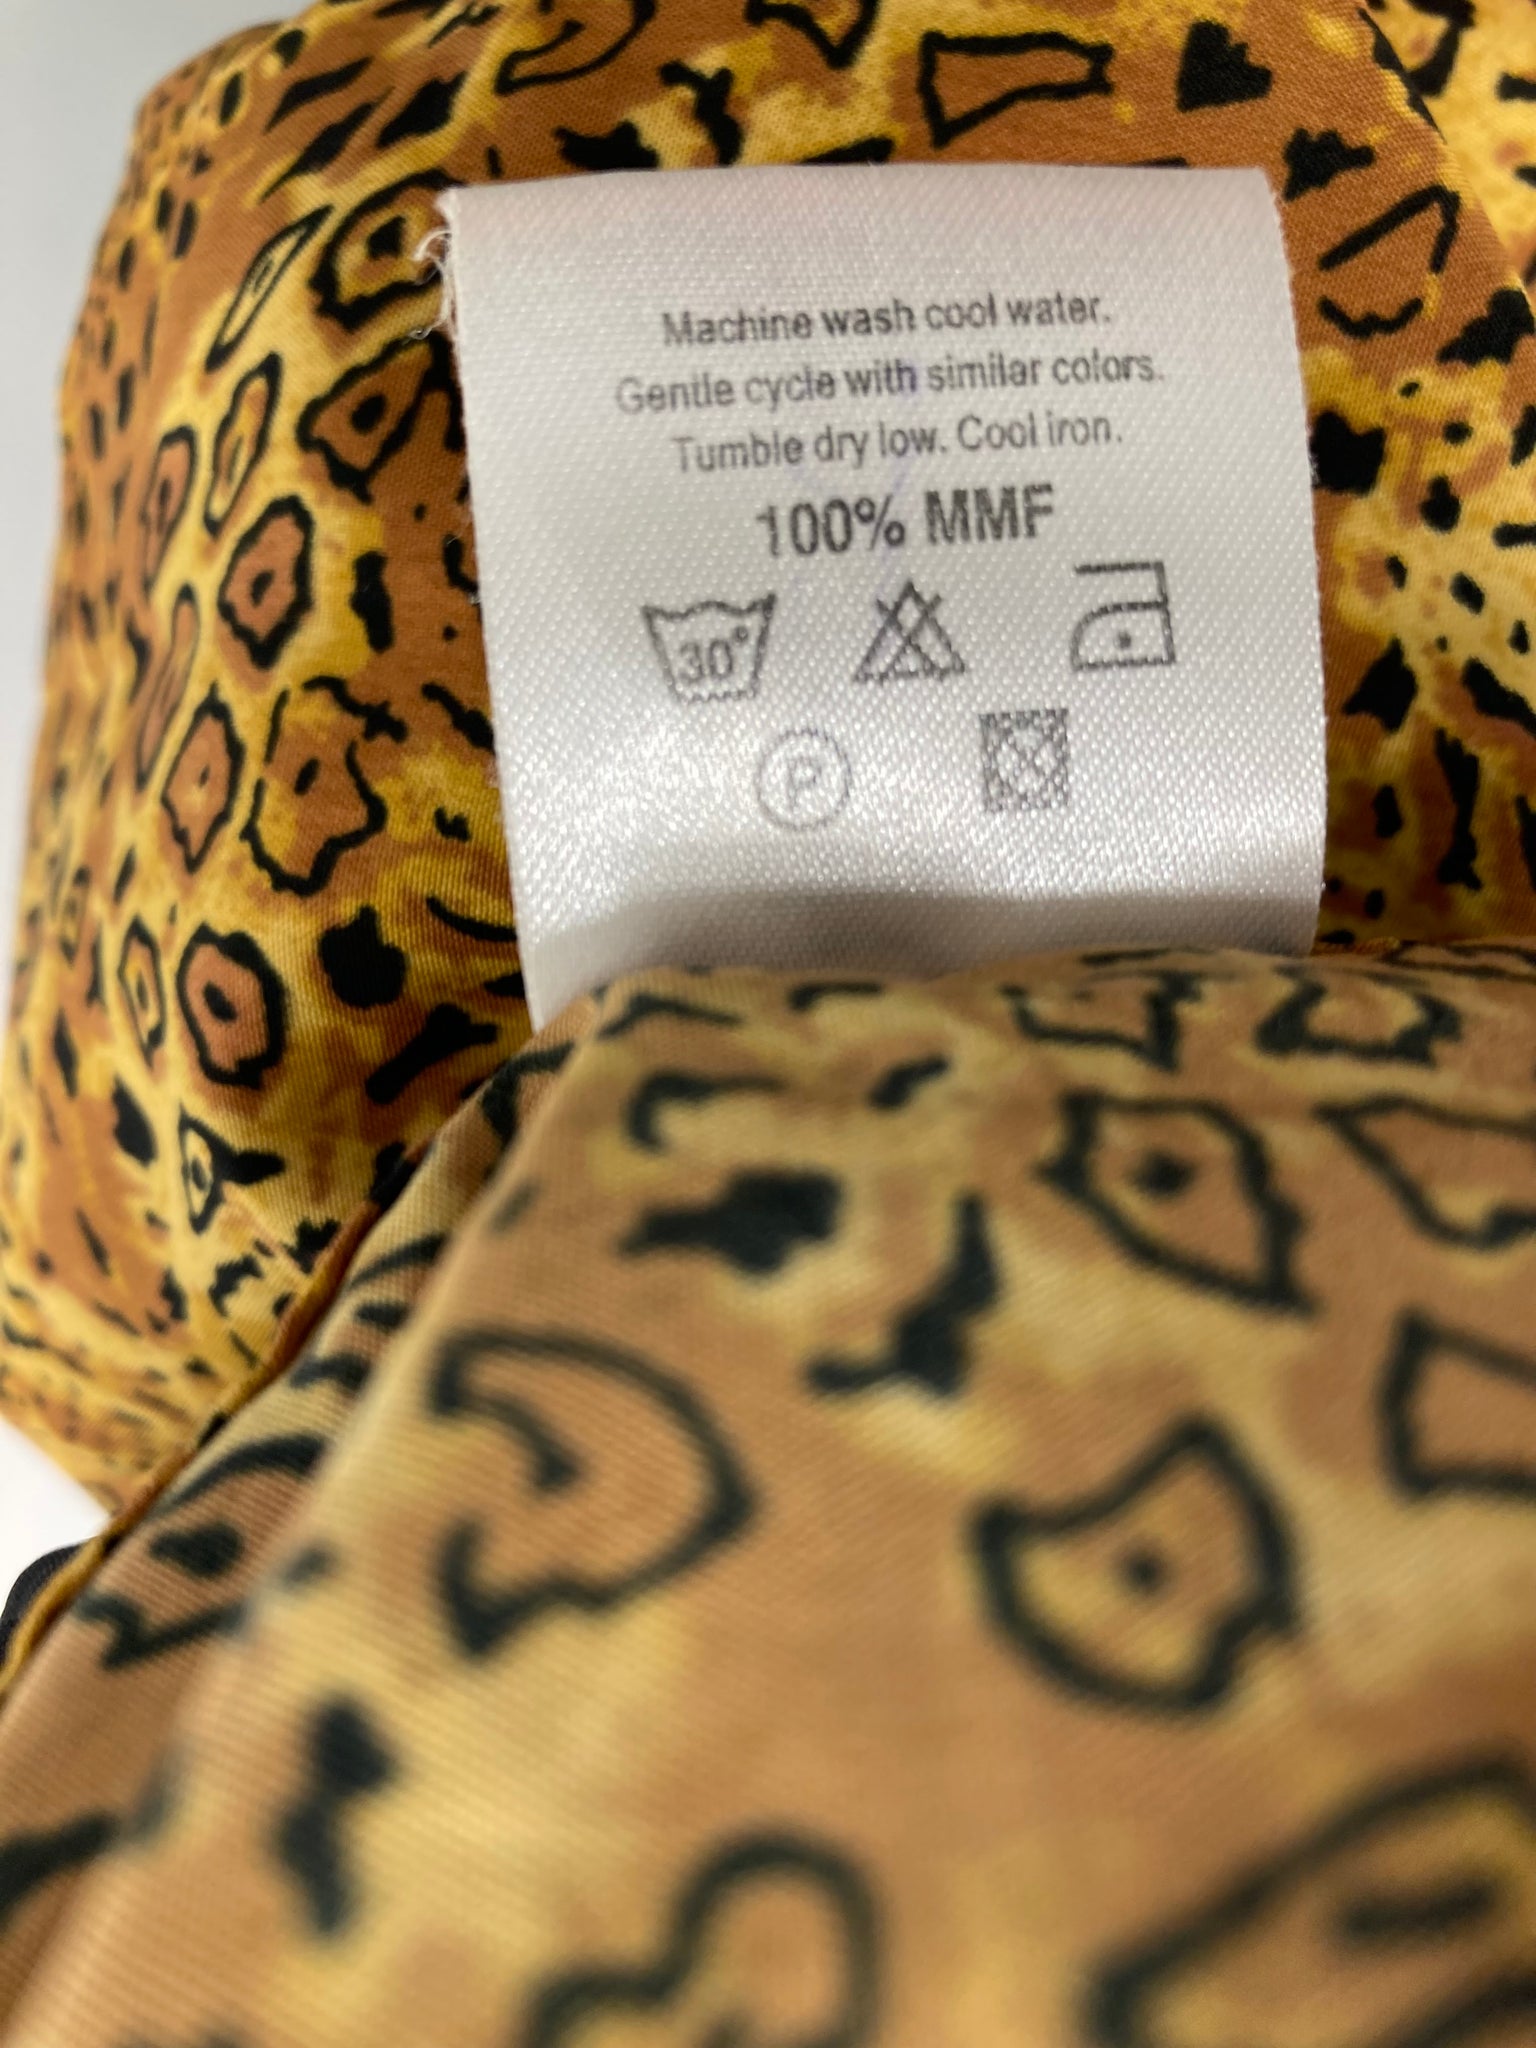 Machine wash cool water.
Gentle cycle with similar colors.
Tumble dry low. Cool iron.
100% MMF
30°
P